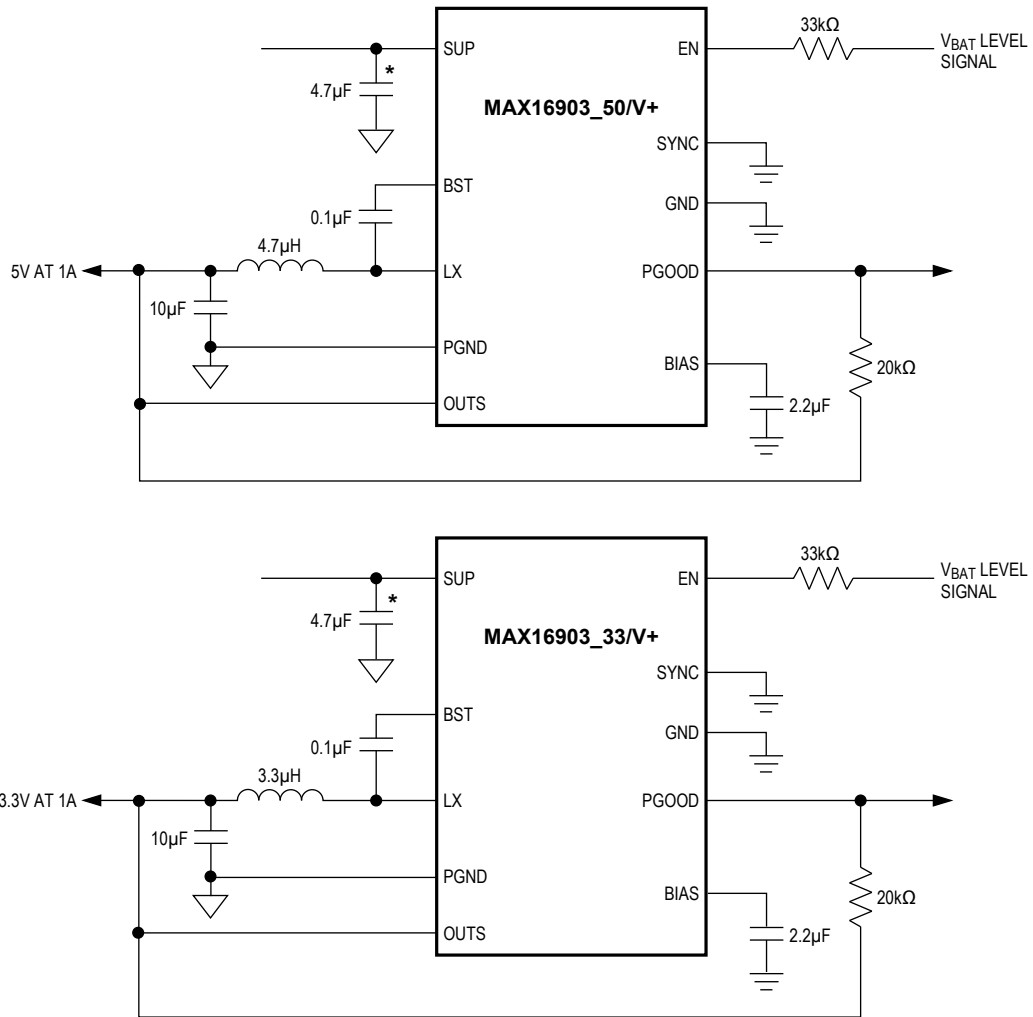 33kΩ
SUP
EN
VBAT LEVEL
SIGNAL
*
4.7µF
MAX16903_50/V+
SYNC
BST
GND
0.1µF
4.7µH
5V AT 1A
LX
PGOOD
10µF
PGND
BIAS
20kΩ
OUTS
2.2µF
33kΩ
SUP
EN
VBAT LEVEL
SIGNAL
*
4.7µF
MAX16903_33/V+
SYNC
BST
GND
0.1µF
3.3µH
3.3V AT 1A
LX
PGOOD
10µF
PGND
BIAS
20kΩ
OUTS
2.2µF